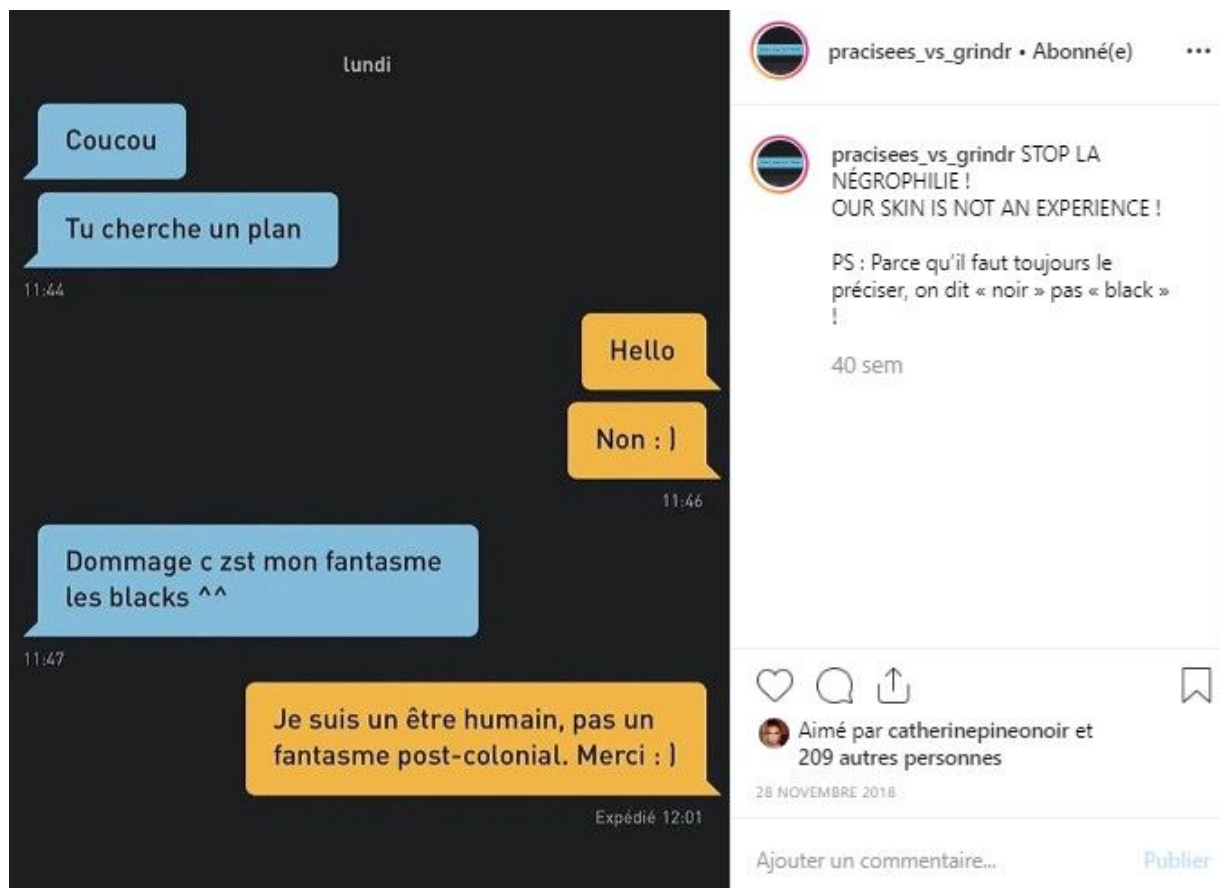 lundi
Coucou
Tu cherche un plan
11:44
Hello
Non : )
11:46
Dommage c zst mon fantasme
les blacks ^^
11:47
Je suis un être humain, pas un
fantasme post-colonial. Merci : )
Expédié 12:01
pracisees_vs_grindr • Abonné(e)
pracisees_vs_grindr STOP LA
NÉGROPHILIE !
OUR SKIN IS NOT AN EXPERIENCE !
PS : Parce qu'il faut toujours le
préciser, on dit « noir » pas « black »
!
40 sem
Aimé par catherinepineonoir et
209 autres personnes
28 NOVEMBRE 2018
Ajouter un commentaire... Publier